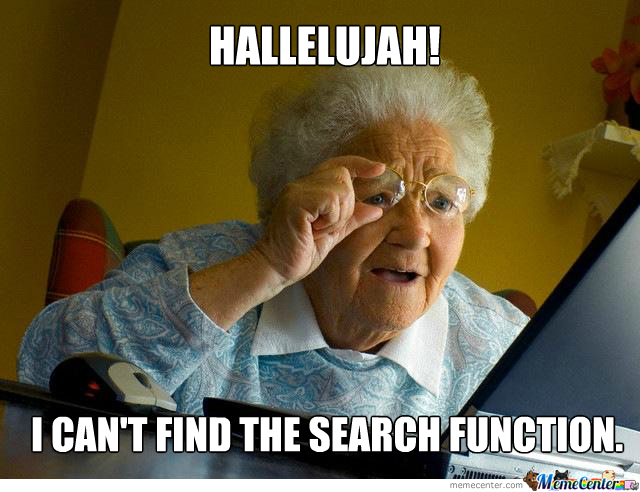 HALLELUJAH!
I CAN'T FIND THE SEARCH FUNCTION.
memecenter.com MemeCenter